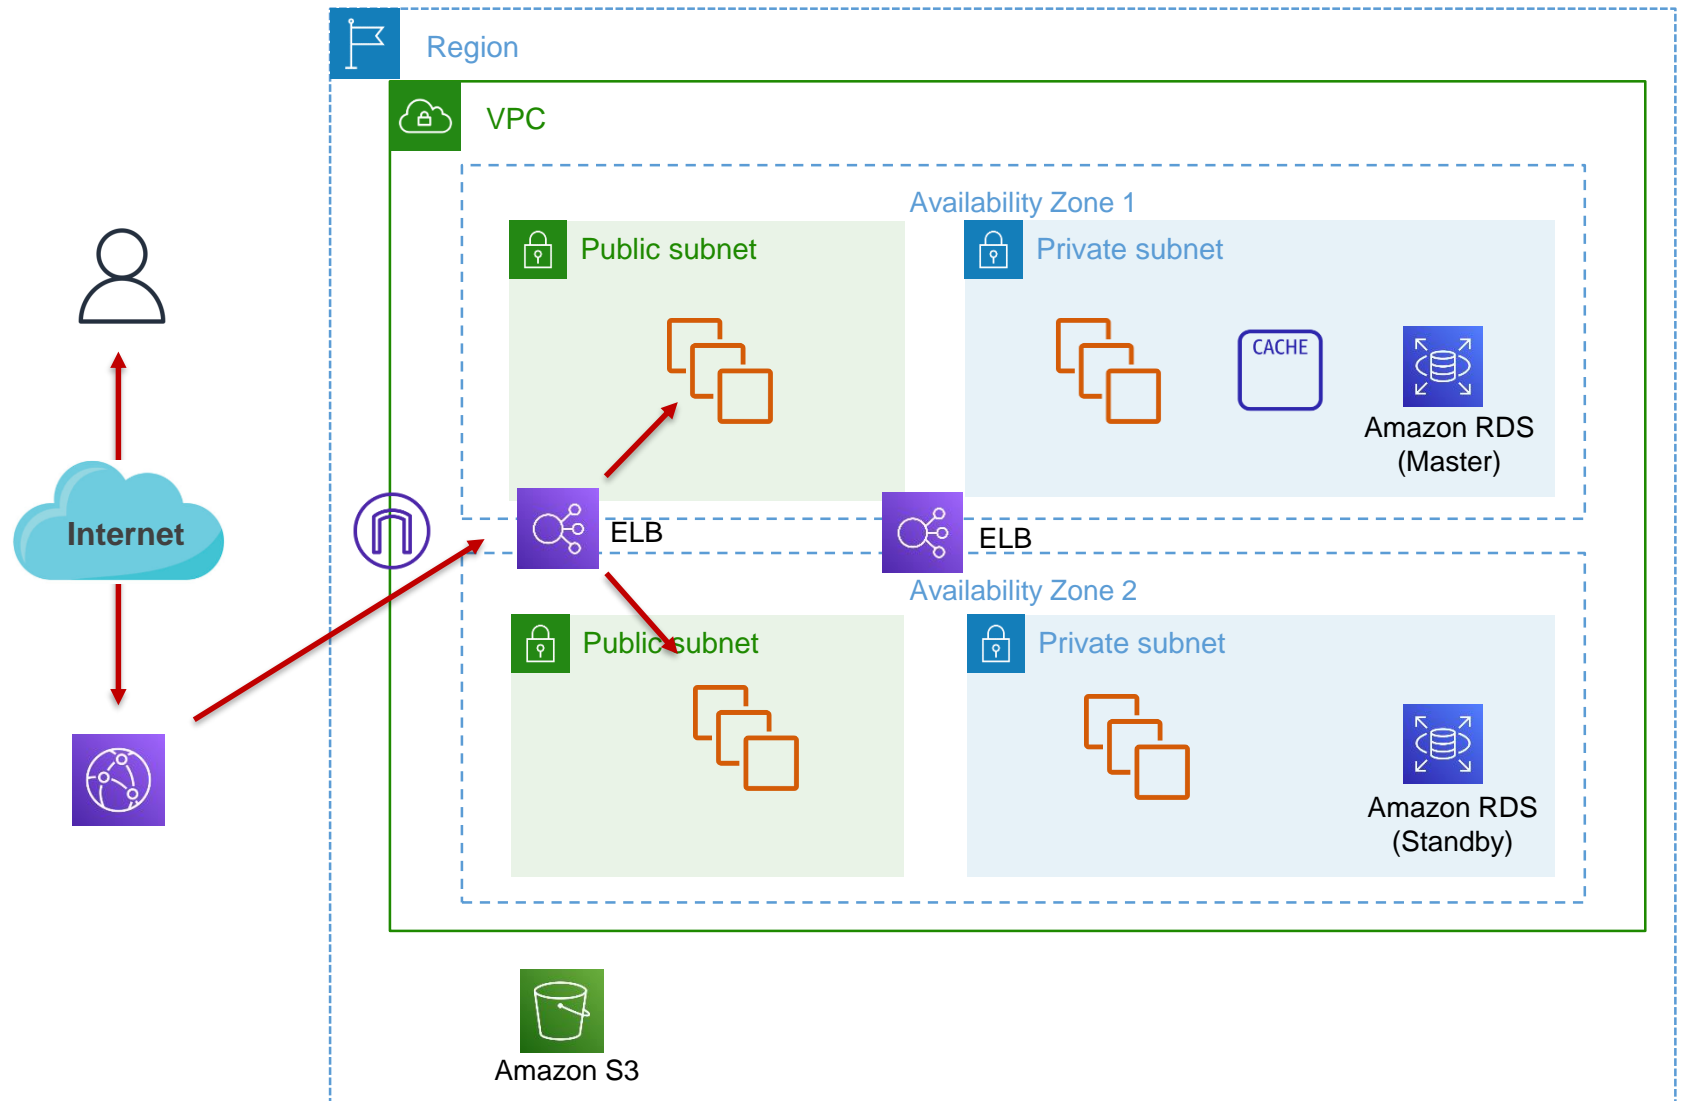 Region
VPC
Availability Zone 1
Public subnet
Private subnet
CACHE
Amazon RDS
(Master)
Internet
ELB
ELB
Availability Zone 2
Public subnet
Private subnet
Amazon RDS
(Standby)
Amazon S3